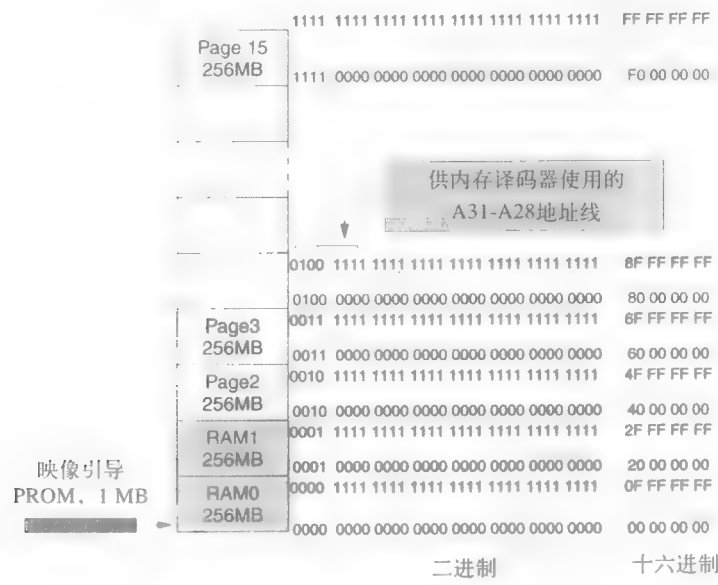 1111 1111 1111 1111 1111 1111 1111 1111 FF FF FF FF
Page 15
256MB
1111 0000 0000 0000 0000 0000 0000 0000 F0 00 00 00
供内存译码器使用的
A31-A28地址线
0100 1111 1111 1111 1111 1111 1111 1111 8F FF FF FF
0100 0000 0000 0000 0000 0000 0000 0000 80 00 00 00
Page3
256MB
0011 1111 1111 1111 1111 1111 1111 1111 6F FF FF FF
0011 0000 0000 0000 0000 0000 0000 0000 60 00 00 00
Page2
256MB
0010 1111 1111 1111 1111 1111 1111 1111 4F FF FF FF
0010 0000 0000 0000 0000 0000 0000 0000 40 00 00 00
RAM1
256MB
0001 1111 1111 1111 1111 1111 1111 1111 2F FF FF FF
0001 0000 0000 0000 0000 0000 0000 0000 20 00 00 00
映像引导
PROM，1 MB
RAM0
256MB
0000 1111 1111 1111 1111 1111 1111 1111 0F FF FF FF
0000 0000 0000 0000 0000 0000 0000 0000 00 00 00 00
二进制
十六进制